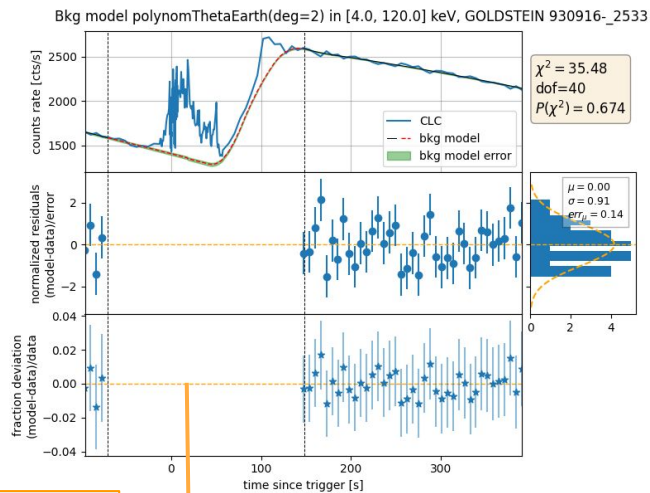 Bkg model polynomThetaEarth(deg=2) in [4.0, 120.0] keV, GOLDSTEIN 930916-_2533
counts rate [cts/s]
2500
2000
1500
CLC
bkg model
bkg model error
χ² = 35.48
dof=40
P(χ²) = 0.674
normalized residuals
(model-data)/error
2
0
−2
μ = 0.00
σ = 0.91
err_μ = 0.14
0 2 4
fraction deviation
(model-data)/data
0.04
0.02
0.00
−0.02
−0.04
0 100 200 300
time since trigger [s]